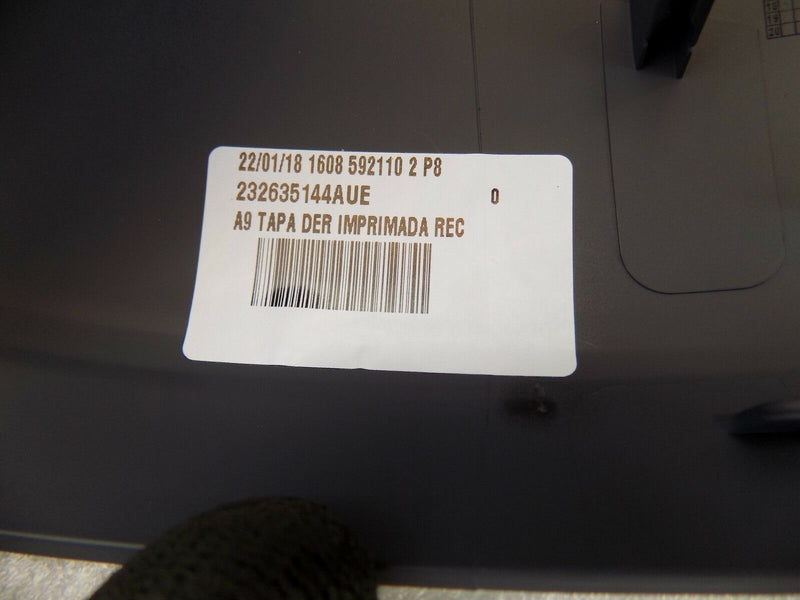 22/01/18 1608 592110 2 P8
232635144AUE 0
A9 TAPA DER IMPRIMADA REC